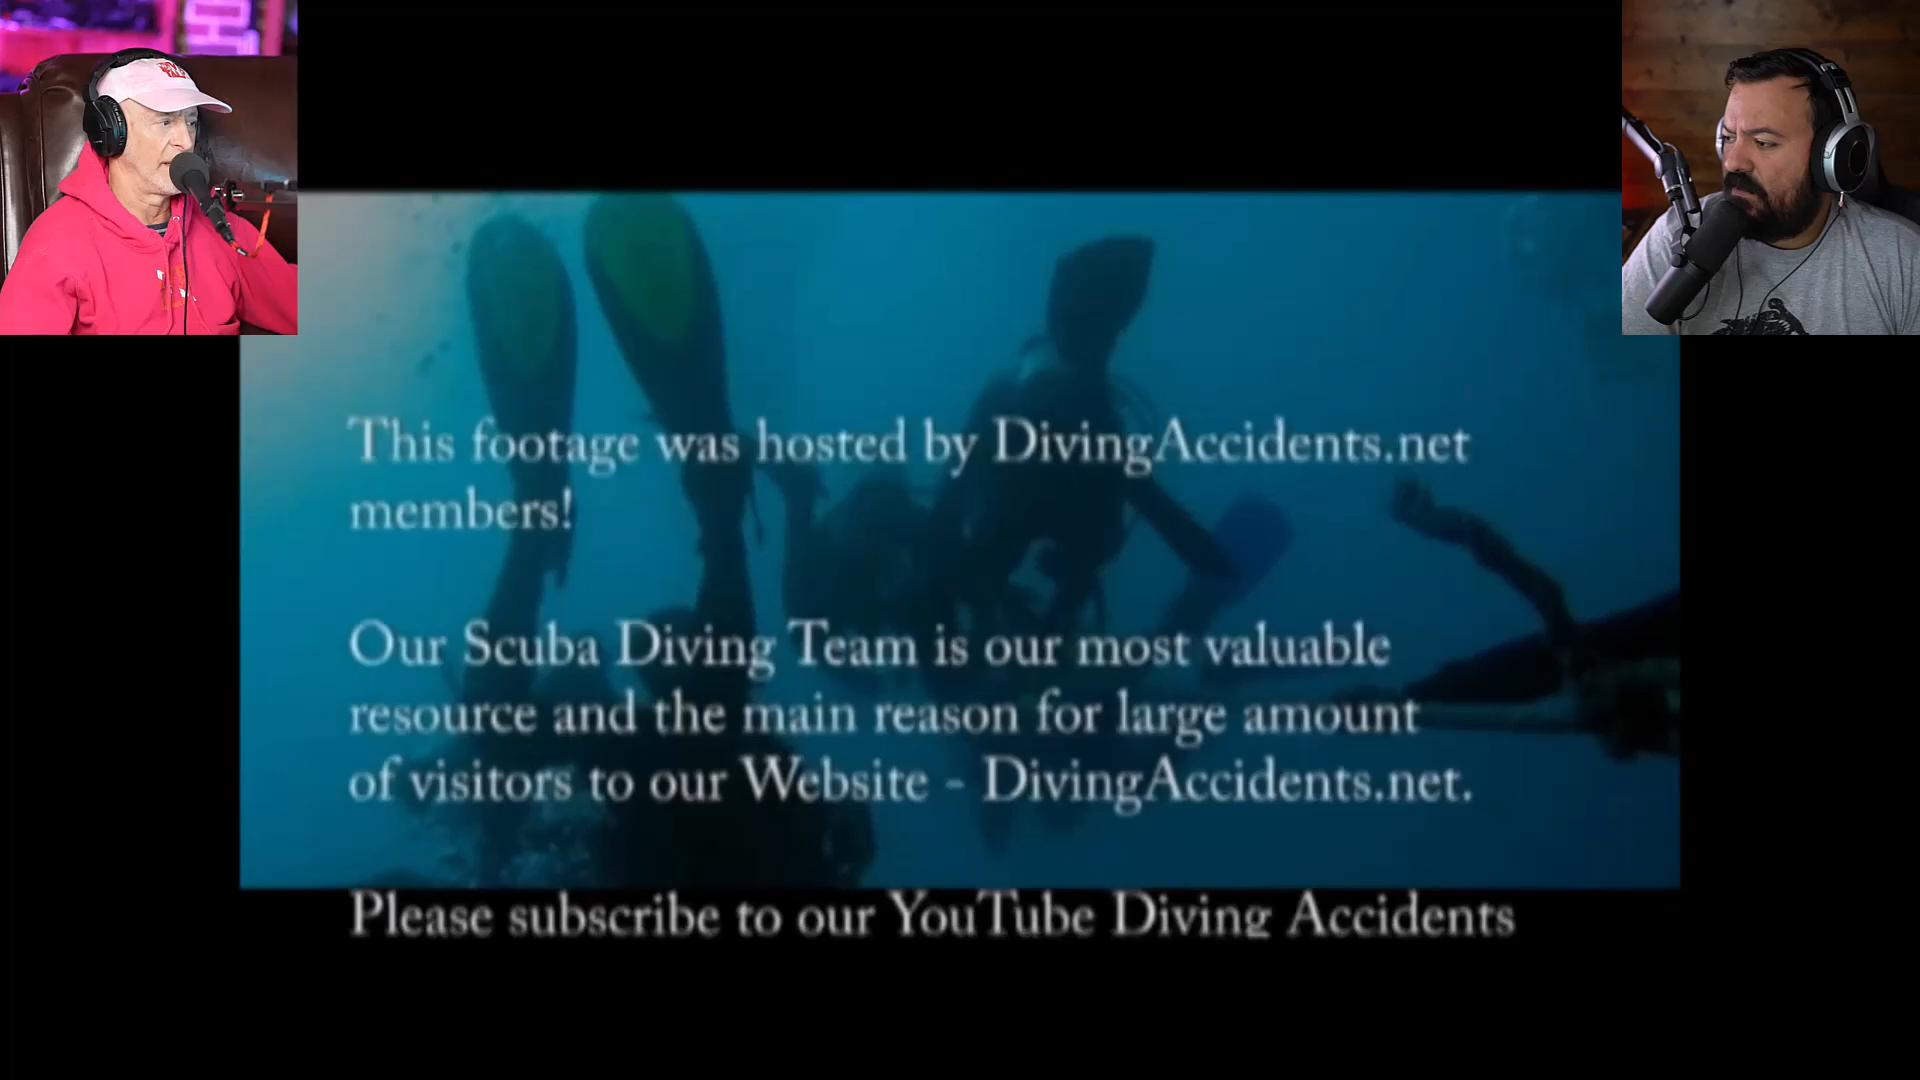 This footage was hosted by DivingAccidents.net
members!
Our Scuba Diving Team is our most valuable
resource and the main reason for large amount
of visitors to our Website - DivingAccidents.net.
Please subscribe to our YouTube Diving Accidents